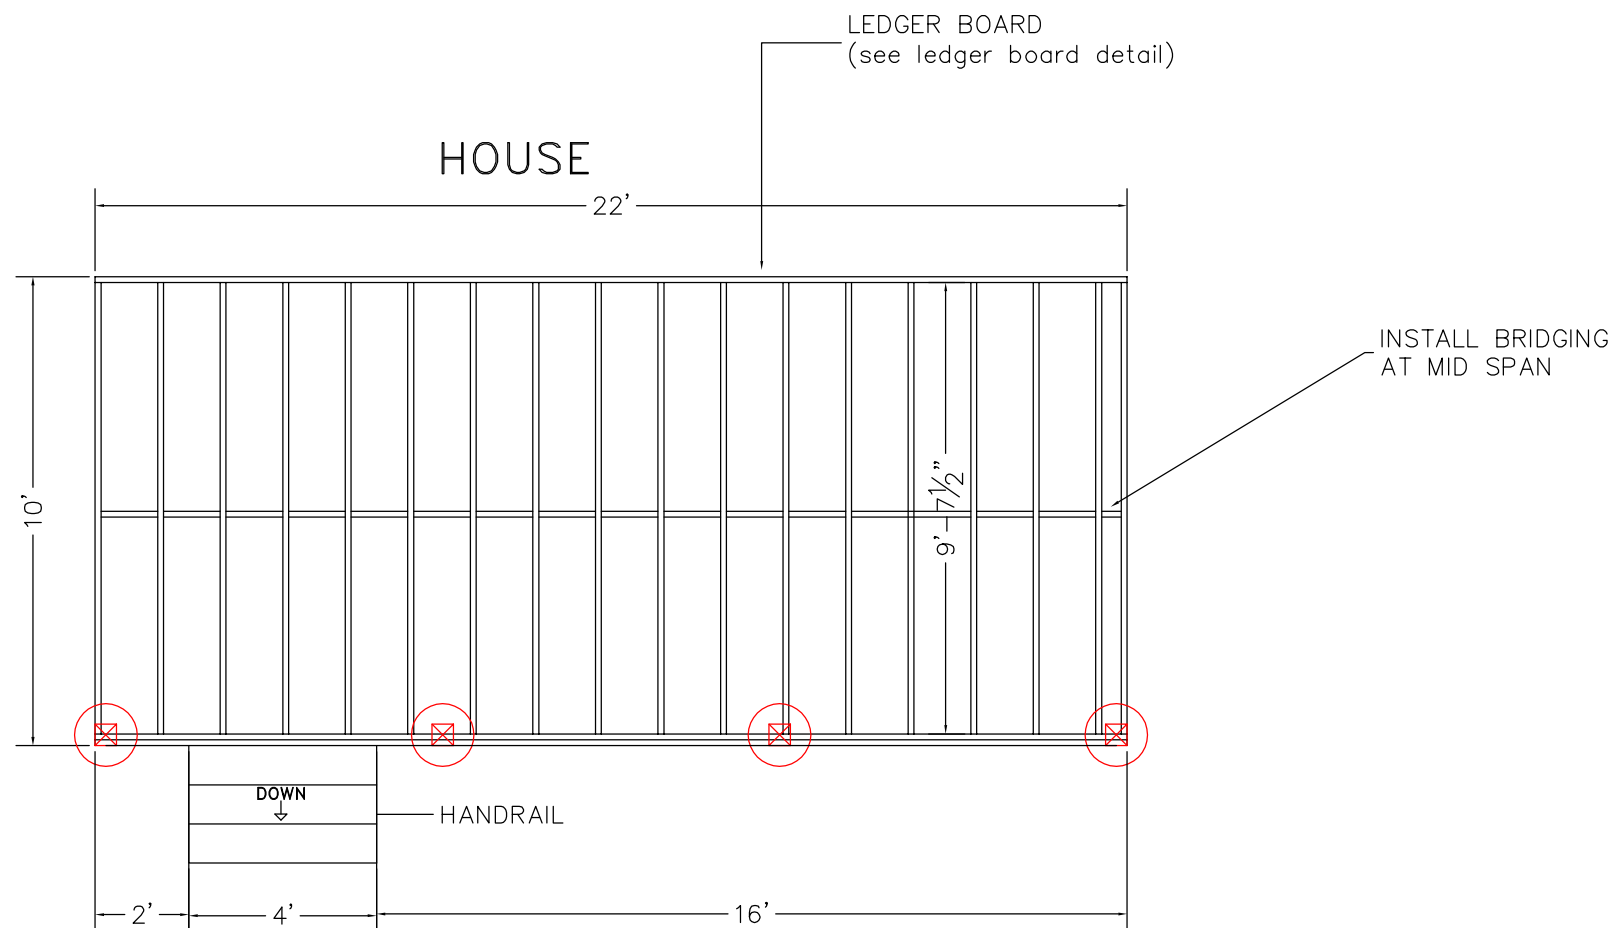 LEDGER BOARD
(see ledger board detail)
HOUSE
22'
INSTALL BRIDGING
AT MID SPAN
10'
9'-7½"
DOWN
HANDRAIL
2'
4'
16'